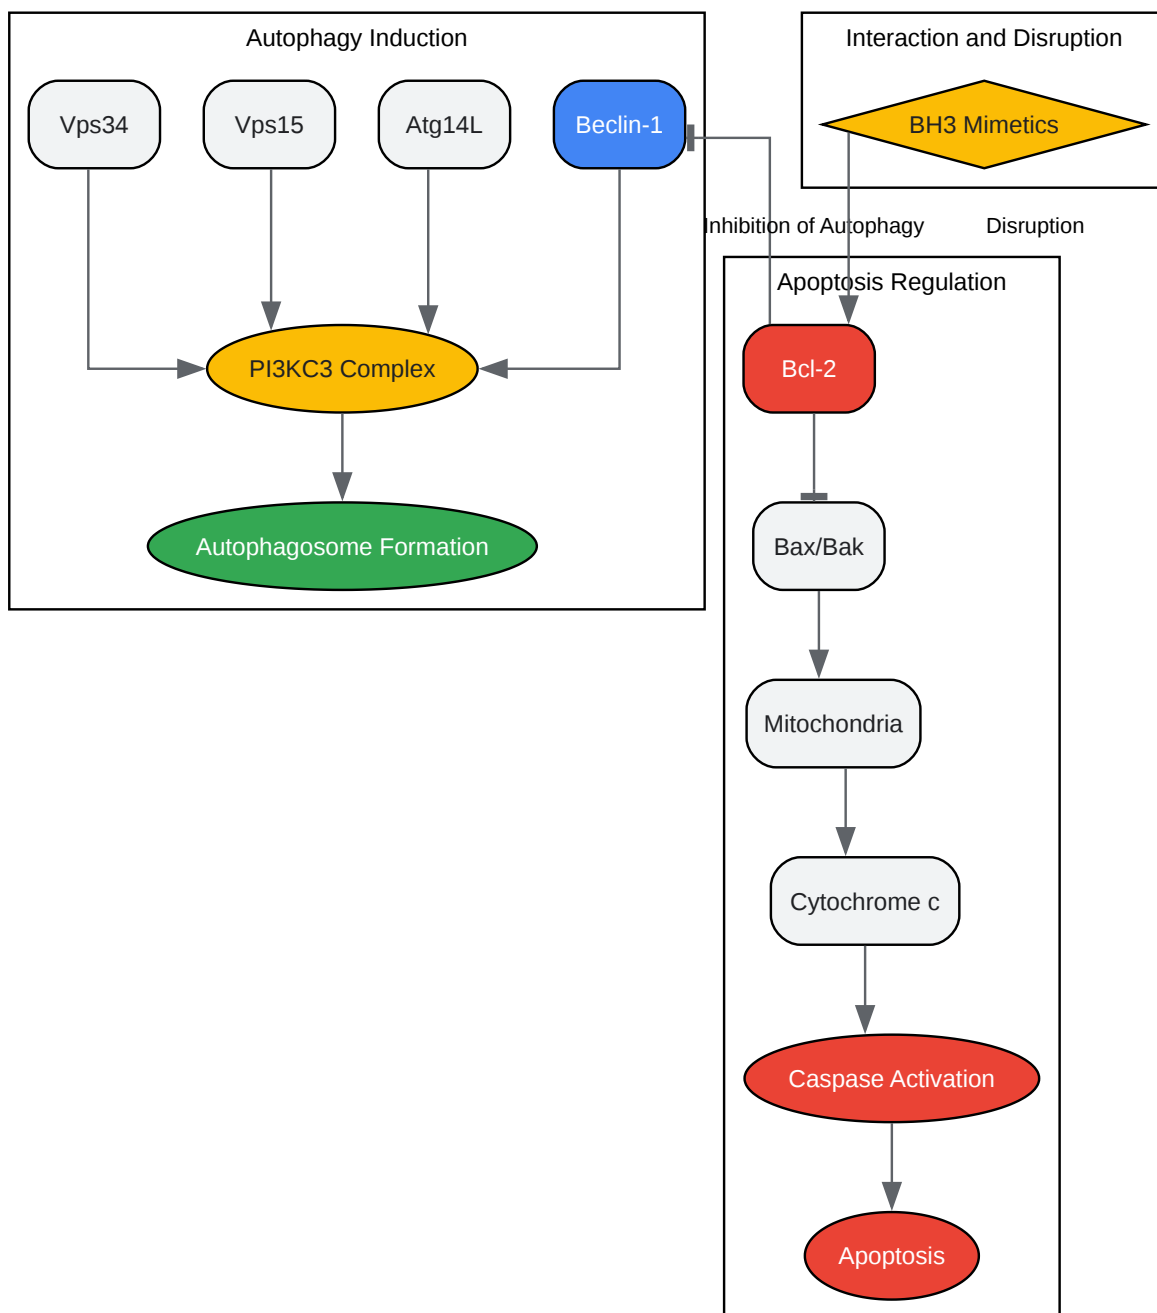 Autophagy Induction
Interaction and Disruption
Vps34
Vps15
Atg14L
Beclin-1
BH3 Mimetics
Inhibition of Autophagy
Disruption
Apoptosis Regulation
PI3KC3 Complex
Bcl-2
Autophagosome Formation
Bax/Bak
Mitochondria
Cytochrome c
Caspase Activation
Apoptosis